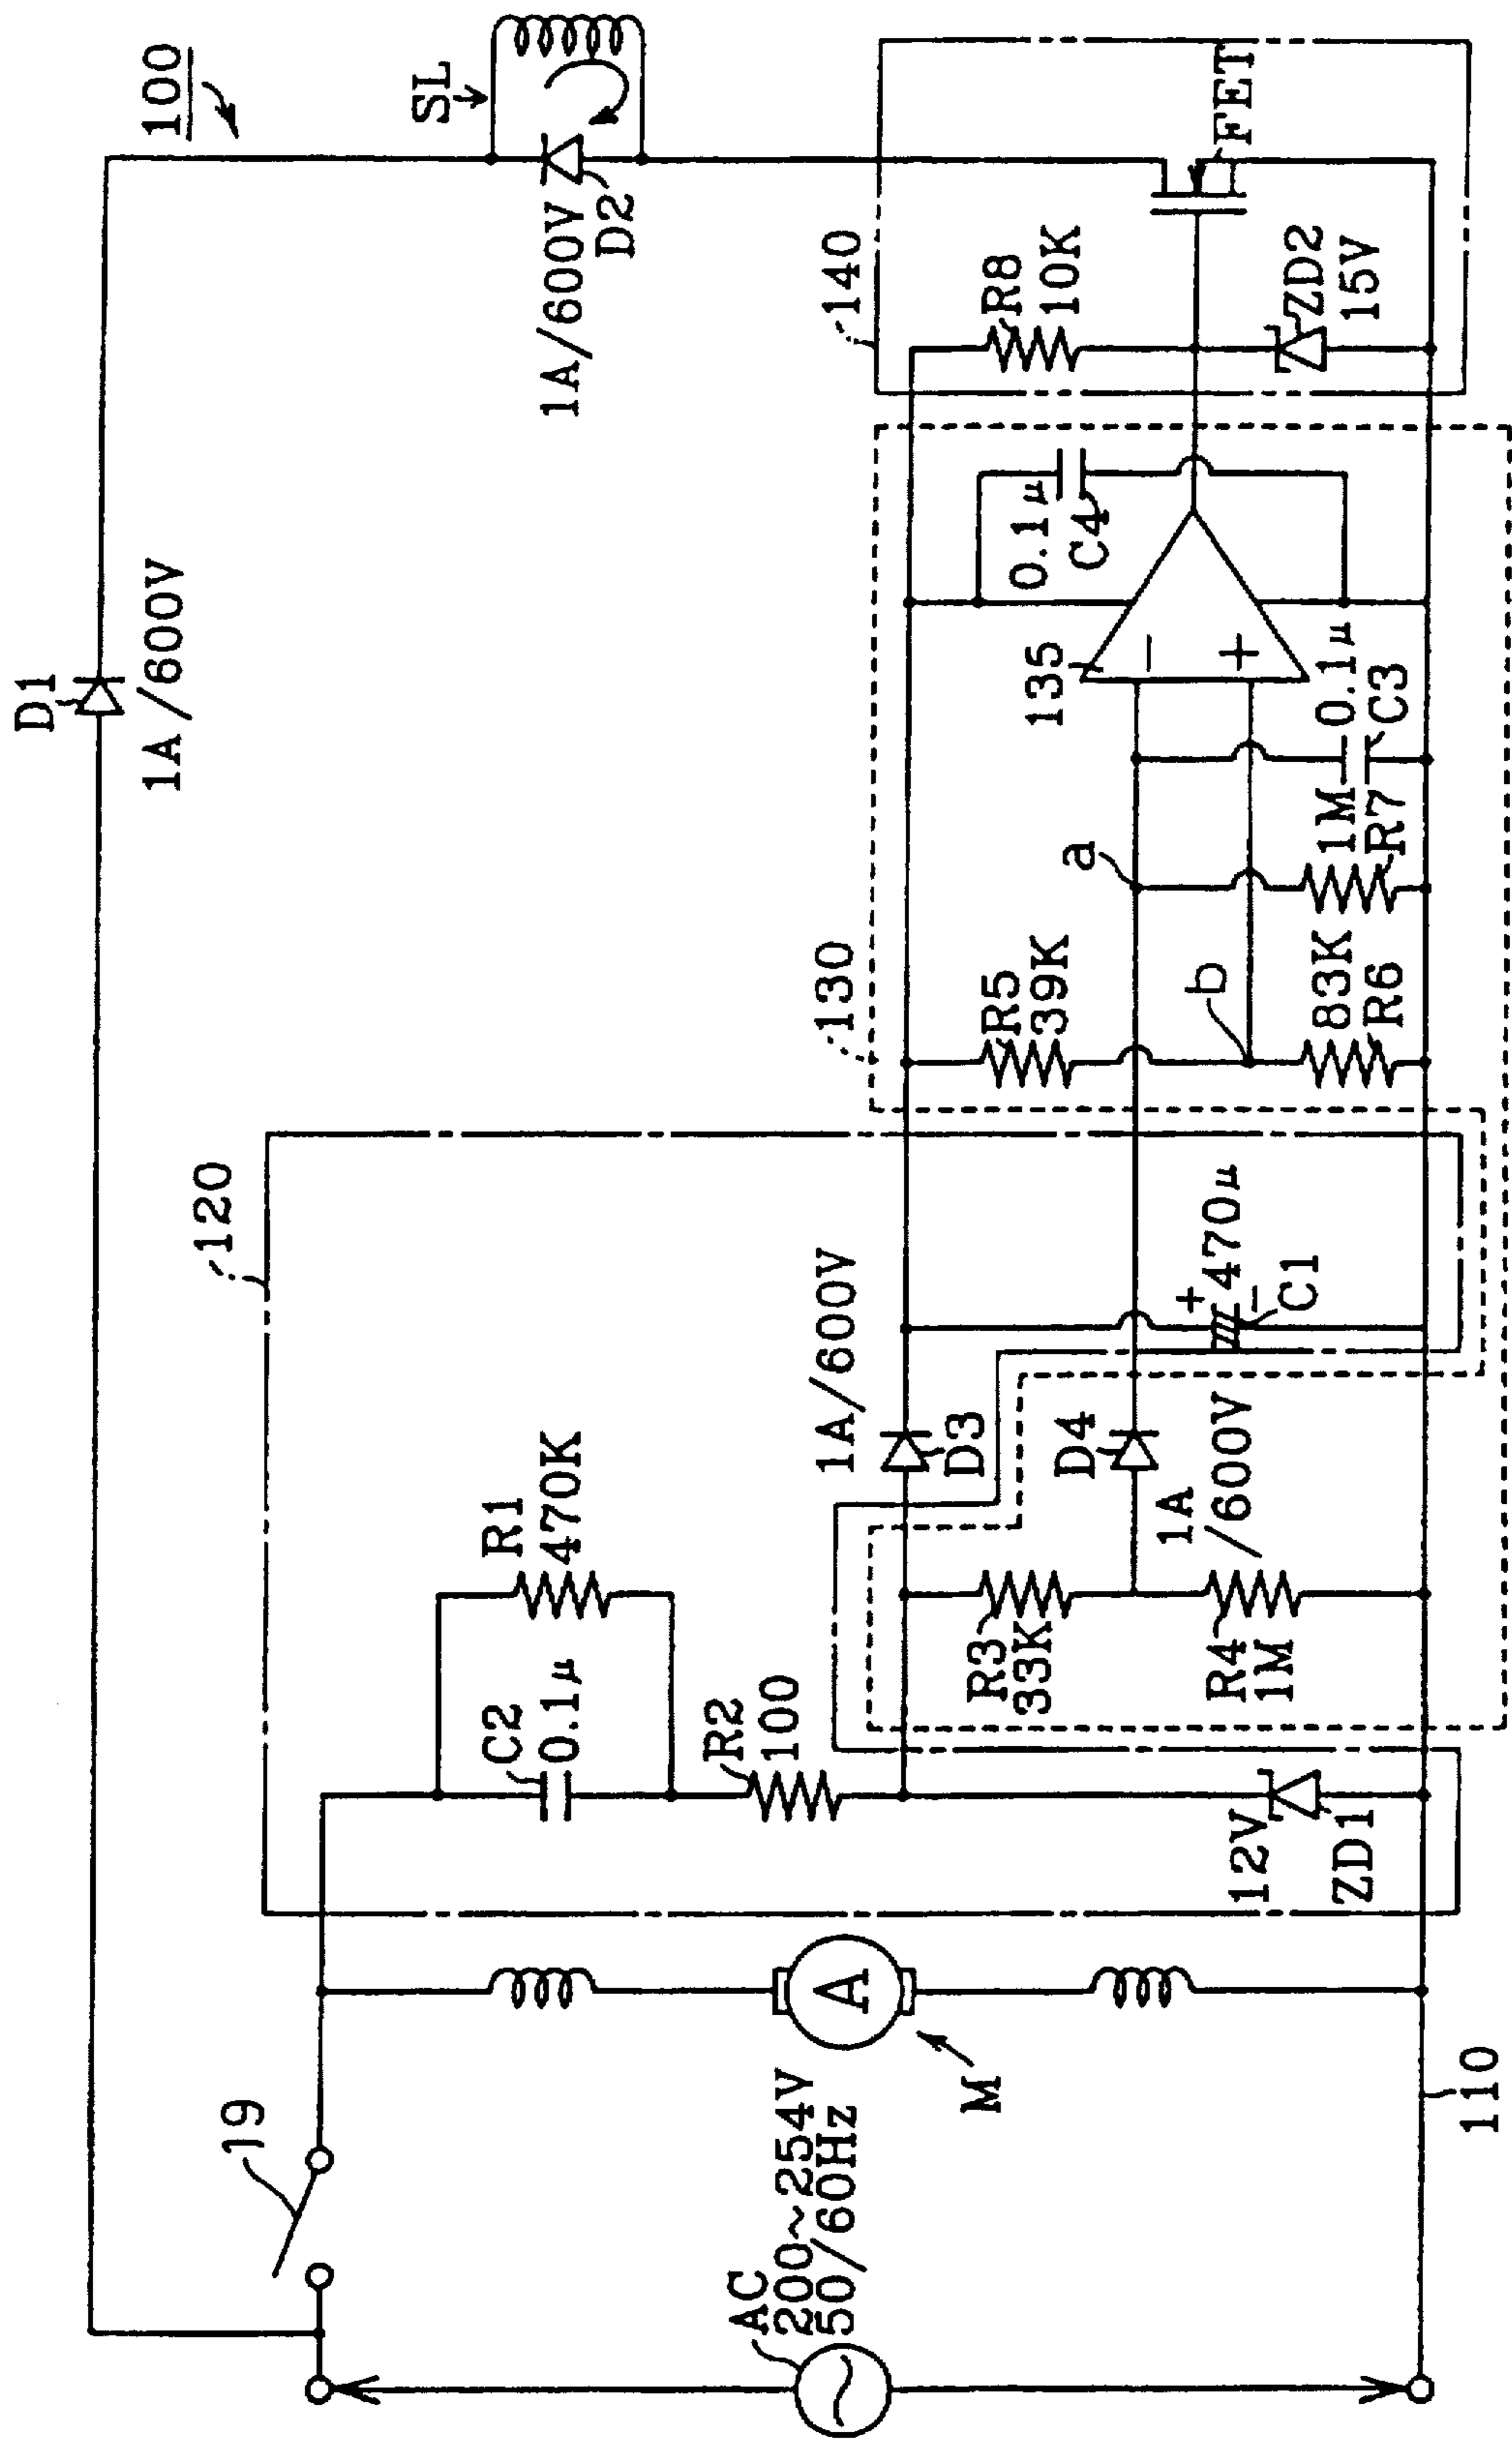 100
D1
1A/600V
SL
1A/600V
D2
120
R1
470K
C2
0.1μ
R2
100
12V
ZD1
19
AC
200~254V
50/60Hz
A
M
110
1A/600V
D3
D4
1A
/600V
R3
33K
R4
1M
+
470μ
−
C1
130
R5
39K
a
b
83K
R6
1M
R7
0.1μ
C3
135
−
+
0.1μ
C4
140
R8
10K
ZD2
15V
FET